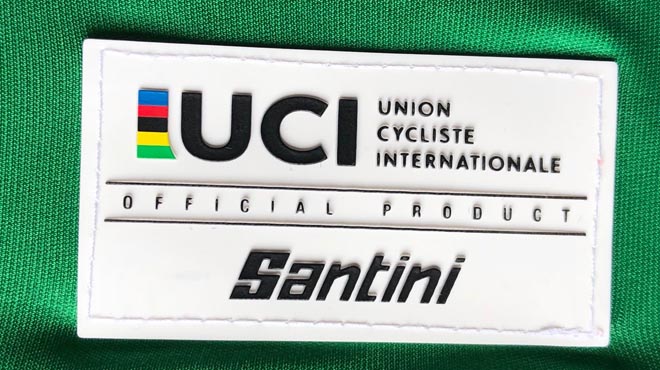 UCI
UNION
CYCLISTE
INTERNATIONALE
OFFICIAL PRODUCT
Santini